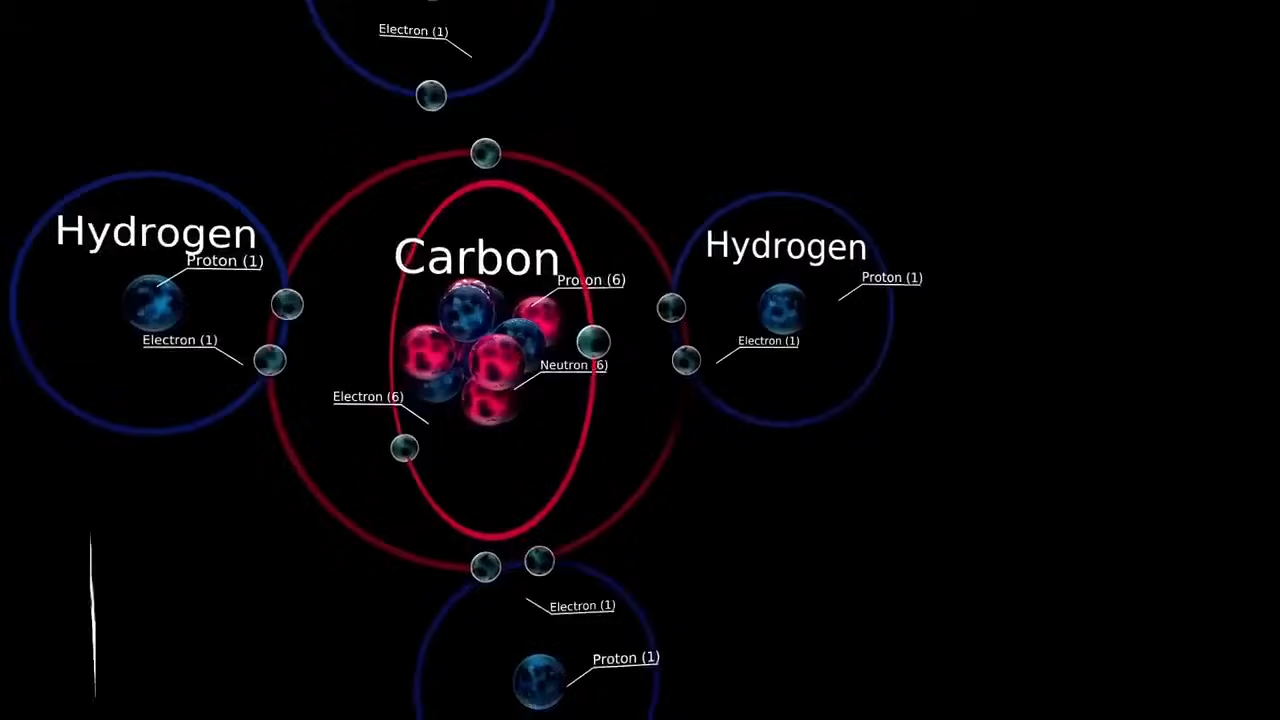 Electron (1)
Hydrogen
Proton (1)
Electron (1)
Carbon
Proton (6)
Neutron (6)
Electron (6)
Hydrogen
Proton (1)
Electron (1)
Electron (1)
Proton (1)